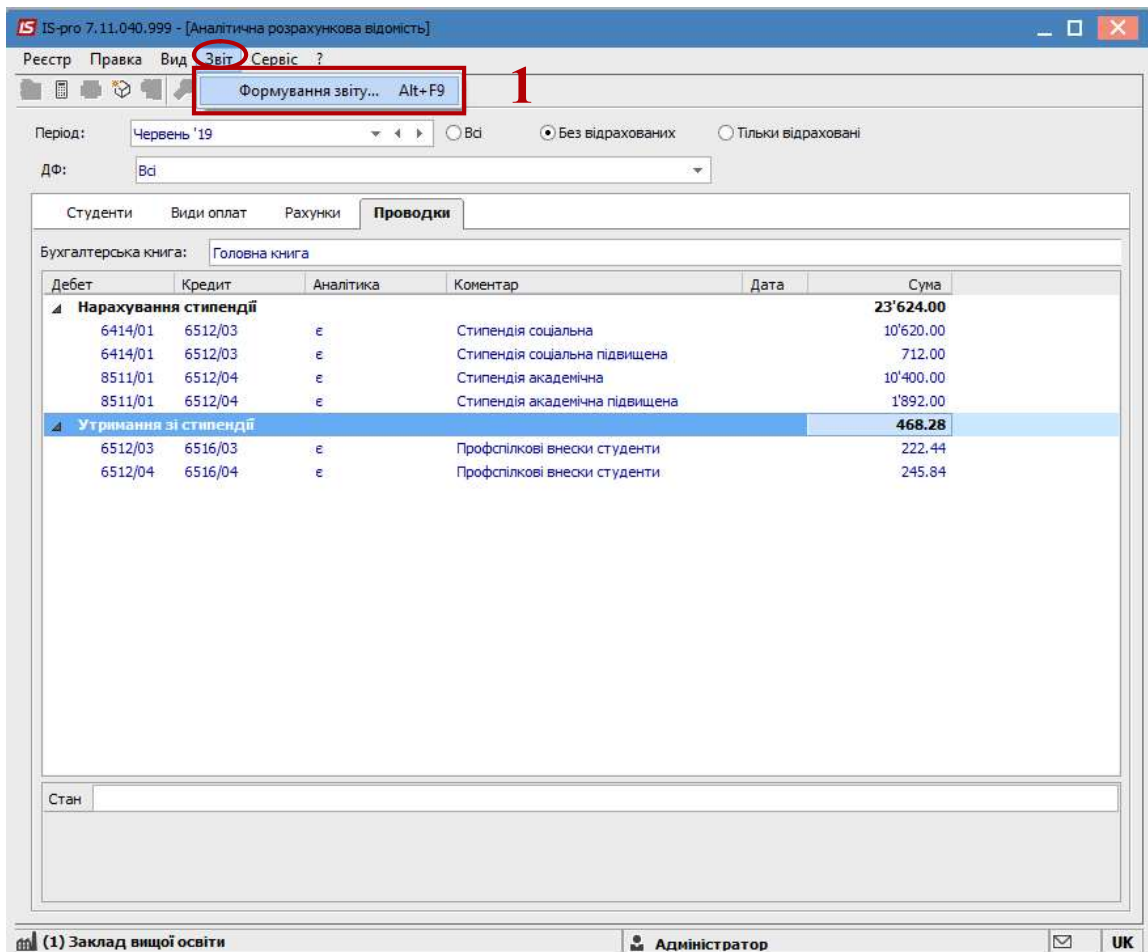 IS-pro 7.11.040.999 - [Аналітична розрахункова відомість]
Реєстр Правка Вид Звіт Сервіс ?
Формування звіту... Alt+F9
1
Період: Червень '19 Всі Без відрахованих Тільки відраховані
ДФ: Всі
Студенти Види оплат Рахунки Проводки
Бухгалтерська книга: Головна книга
Дебет Кредит Аналітика Коментар Дата Сума
Нарахування стипендії 23'624.00
6414/01 6512/03 є Стипендія соціальна 10'620.00
6414/01 6512/03 є Стипендія соціальна підвищена 712.00
8511/01 6512/04 є Стипендія академічна 10'400.00
8511/01 6512/04 є Стипендія академічна підвищена 1'892.00
Утримання зі стипендії 468.28
6512/03 6516/03 є Профспілкові внески студенти 222.44
6512/04 6516/04 є Профспілкові внески студенти 245.84
Стан
(1) Заклад вищої освіти Адміністратор UK